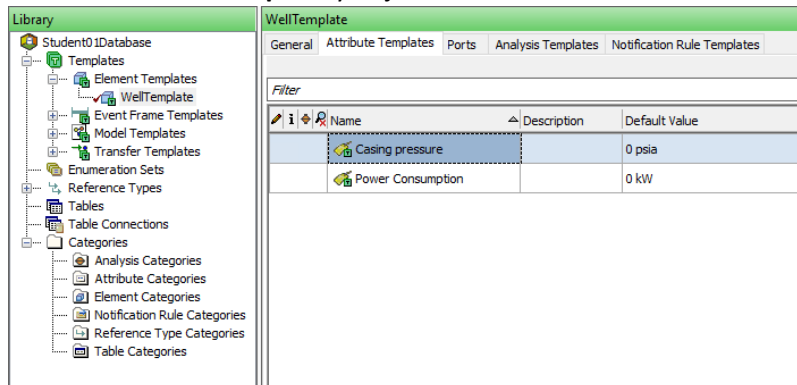 Library
Student01Database
Templates
Element Templates
WellTemplate
Event Frame Templates
Model Templates
Transfer Templates
Enumeration Sets
Reference Types
Tables
Table Connections
Categories
Analysis Categories
Attribute Categories
Element Categories
Notification Rule Categories
Reference Type Categories
Table Categories
WellTemplate
General Attribute Templates Ports Analysis Templates Notification Rule Templates
Filter
Name Description Default Value
Casing pressure 0 psia
Power Consumption 0 kW